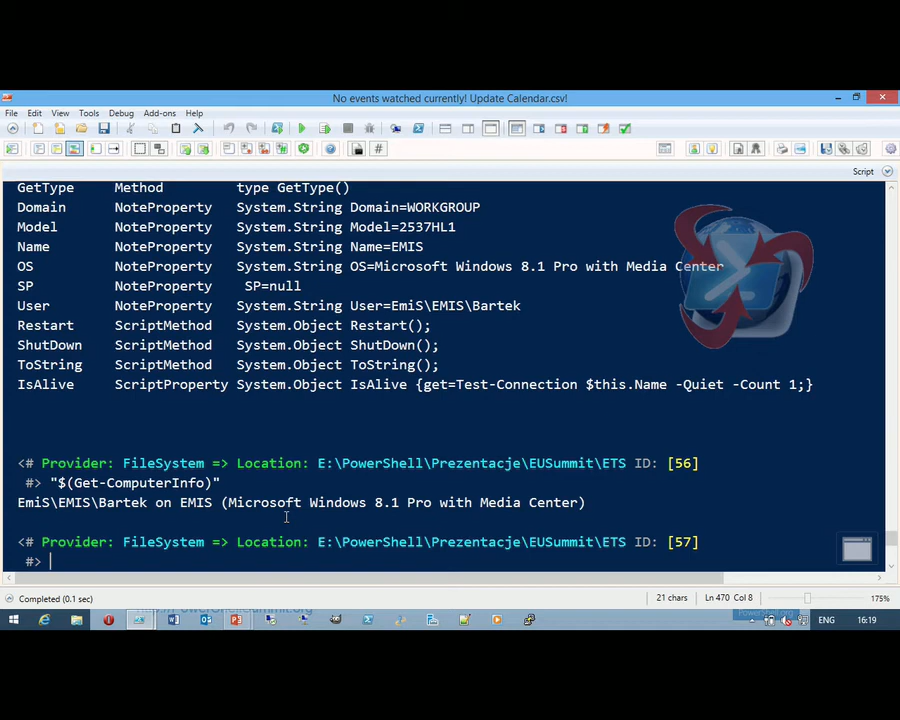 No events watched currently! Update Calendar.csv!
File Edit View Tools Debug Add-ons Help
Script
GetType Method type GetType()
Domain NoteProperty System.String Domain=WORKGROUP
Model NoteProperty System.String Model=2537HL1
Name NoteProperty System.String Name=EMIS
OS NoteProperty System.String OS=Microsoft Windows 8.1 Pro with Media Center
SP NoteProperty SP=null
User NoteProperty System.String User=EmiS\EMIS\Bartek
Restart ScriptMethod System.Object Restart();
ShutDown ScriptMethod System.Object ShutDown();
ToString ScriptMethod System.Object ToString();
IsAlive ScriptProperty System.Object IsAlive {get=Test-Connection $this.Name -Quiet -Count 1;}
<# Provider: FileSystem => Location: E:\PowerShell\Prezentacje\EUSummit\ETS ID: [56]
#> "$(Get-ComputerInfo)"
EmiS\EMIS\Bartek on EMIS (Microsoft Windows 8.1 Pro with Media Center)
<# Provider: FileSystem => Location: E:\PowerShell\Prezentacje\EUSummit\ETS ID: [57]
#>
Completed (0.1 sec) 21 chars Ln 470 Col 8 175%
ENG 16:19